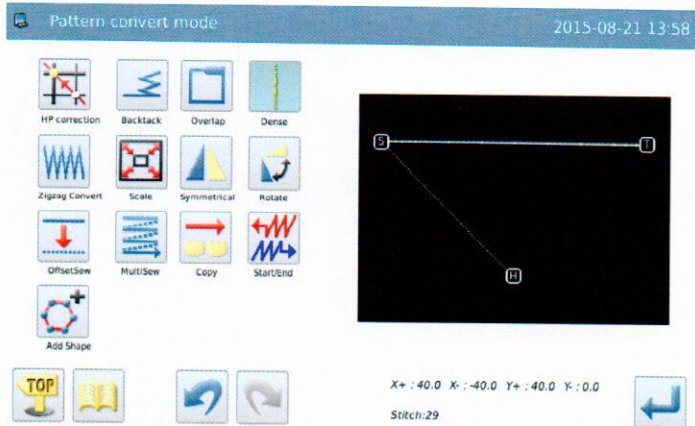 Pattern convert mode
2015-08-21 13:58
HP correction Backtack Overlap Dense
Zigzag Convert Scale Symmetrical Rotate
OffsetSew MultiSew Copy Start/End
Add Shape
S T
H
TOP
X+ : 40.0 X- : -40.0 Y+ : 40.0 Y- : 0.0
Stitch:29